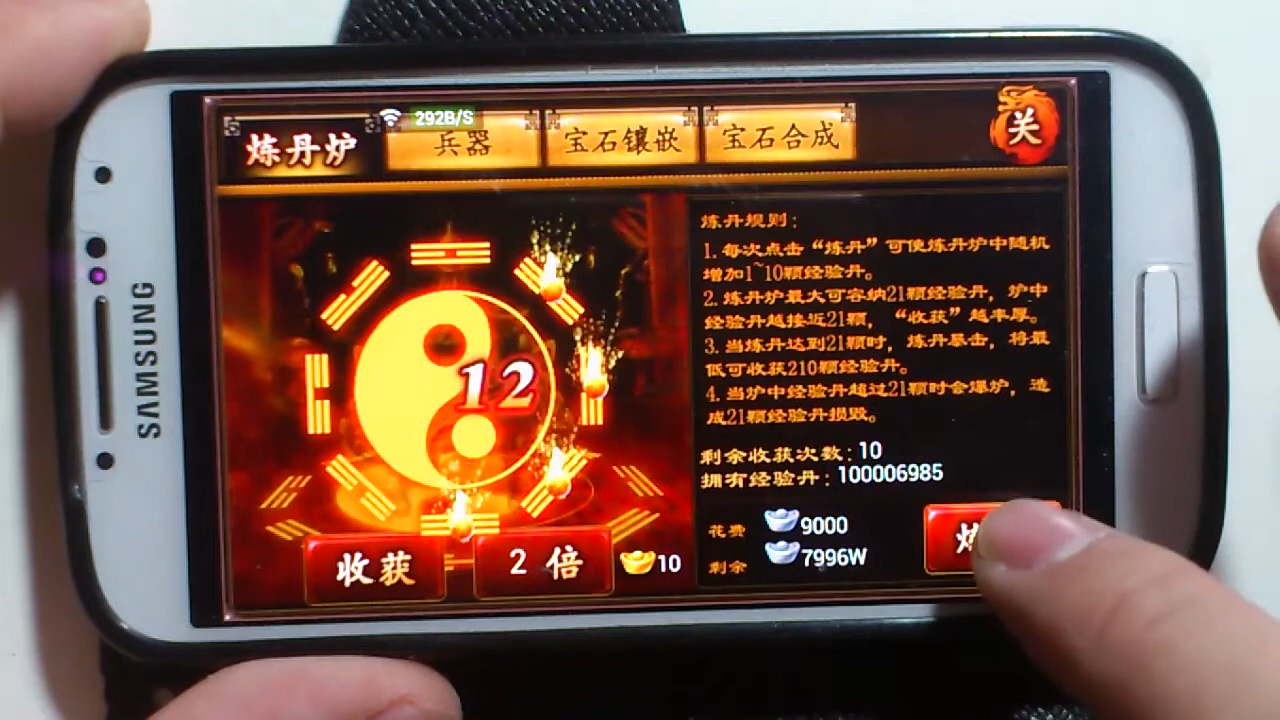 SAMSUNG
292B/S
炼丹炉
兵器
宝石镶嵌
宝石合成
关
炼丹规则:
1. 每次点击“炼丹”可使炼丹炉中随机
增加1~10颗经验丹。
2. 炼丹炉最大可容纳21颗经验丹, 炉中
经验丹越接近21颗, “收获”越丰厚。
3. 当炼丹达到21颗时, 炼丹暴击, 将最
低可收获210颗经验丹。
4. 当炉中经验丹超过21颗时会爆炉, 造
成21颗经验丹损毁。
12
剩余收获次数: 10
拥有经验丹: 100006985
花费 9000
剩余 7996W
收获
2 倍
10
炼